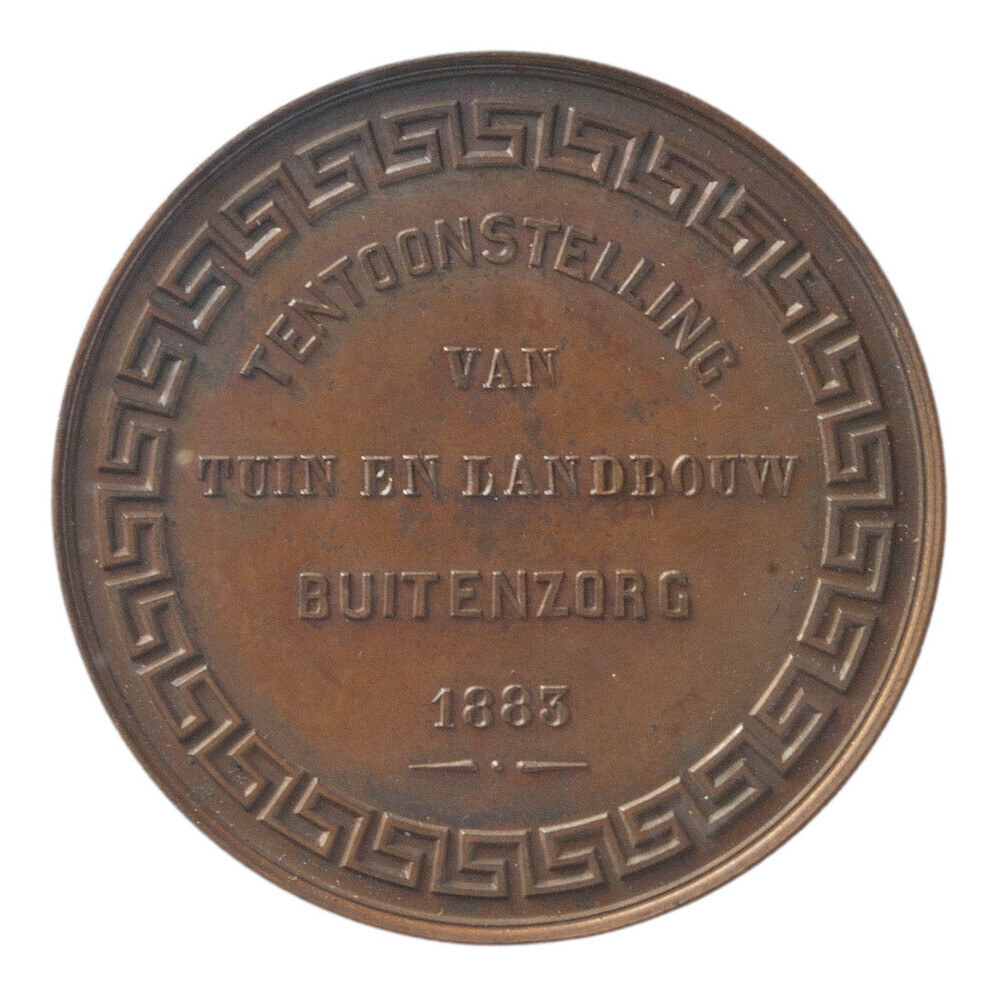 TENTOONSTELLING
VAN
TUIN EN LANDBOUW
BUITENZORG
1883